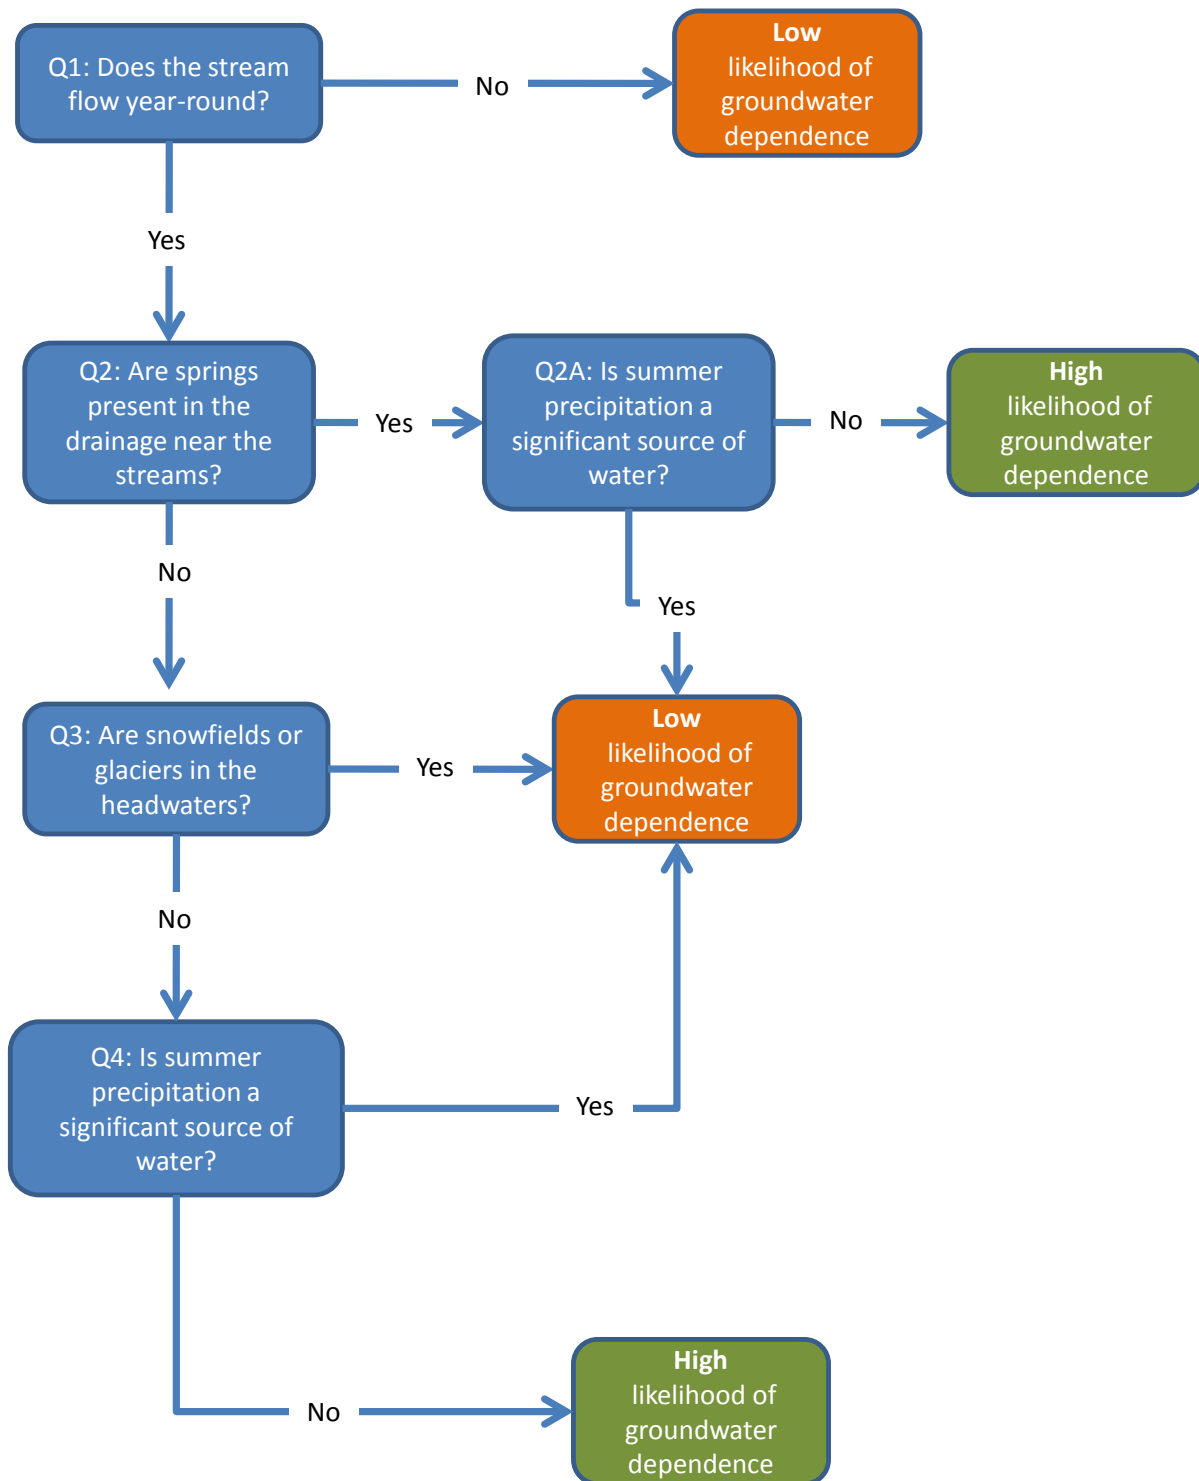 Q1: Does the stream
flow year-round?
No
Low
likelihood of
groundwater
dependence
Yes
Q2: Are springs
present in the
drainage near the
streams?
Yes
Q2A: Is summer
precipitation a
significant source of
water?
No
High
likelihood of
groundwater
dependence
No
Yes
Q3: Are snowfields or
glaciers in the
headwaters?
Yes
Low
likelihood of
groundwater
dependence
No
Q4: Is summer
precipitation a
significant source of
water?
Yes
No
High
likelihood of
groundwater
dependence